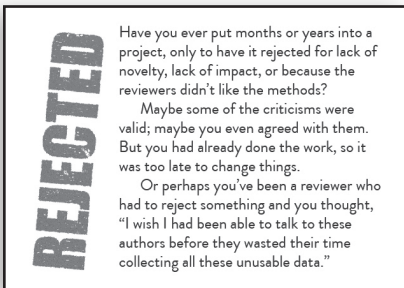 REJECTED
Have you ever put months or years into a
project, only to have it rejected for lack of
novelty, lack of impact, or because the
reviewers didn't like the methods?
Maybe some of the criticisms were
valid; maybe you even agreed with them.
But you had already done the work, so it
was too late to change things.
Or perhaps you've been a reviewer who
had to reject something and you thought,
“I wish I had been able to talk to these
authors before they wasted their time
collecting all these unusable data.”